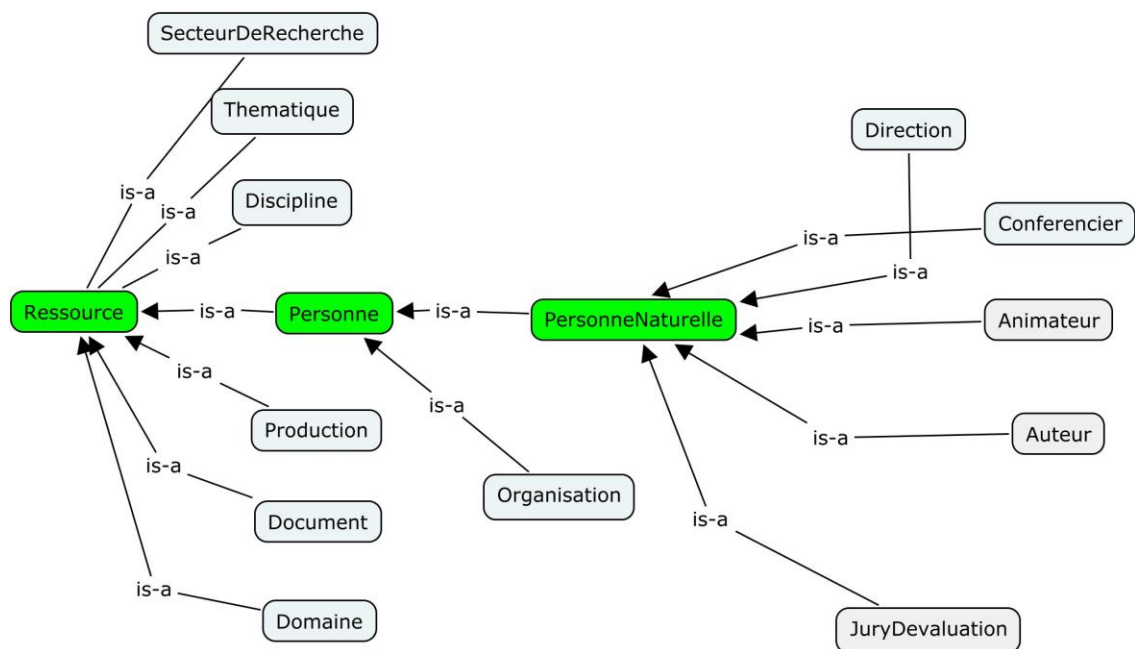 SecteurDeRecherche
Thematique
Direction
is-a
Discipline
is-a
Conferencier
is-a
is-a
is-a
Ressource
is-a
Personne
is-a
PersonneNaturelle
is-a
Animateur
is-a
is-a
Production
is-a
Auteur
is-a
Organisation
Document
is-a
is-a
Domaine
JuryDevaluation